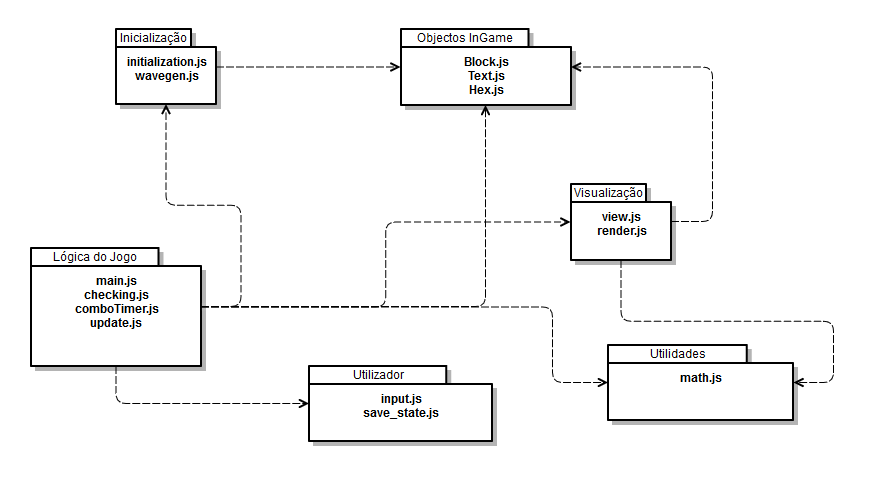 Inicialização
initialization.js
wavegen.js
Objectos InGame
Block.js
Text.js
Hex.js
Visualização
view.js
render.js
Lógica do Jogo
main.js
checking.js
comboTimer.js
update.js
Utilizador
input.js
save_state.js
Utilidades
math.js